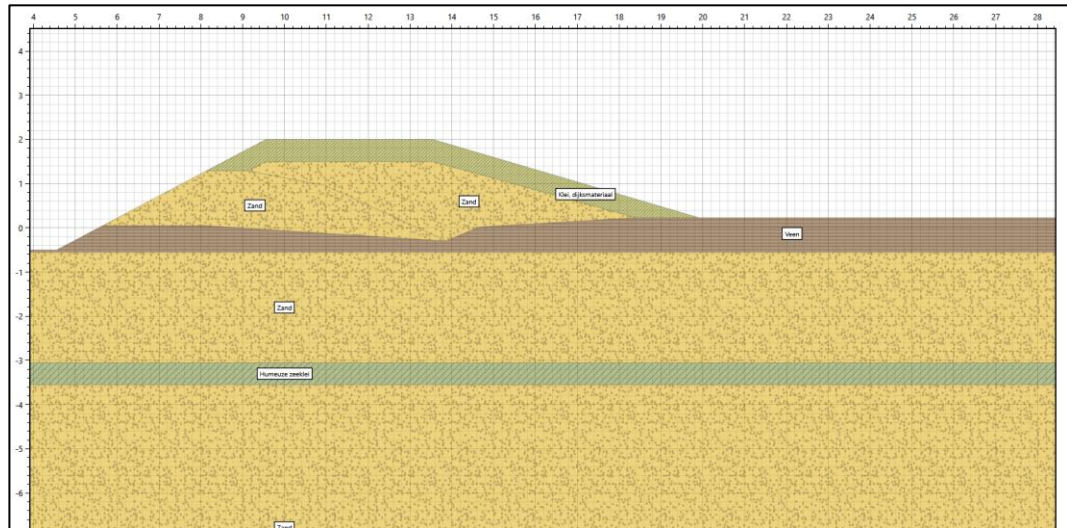 4 5 6 7 8 9 10 11 12 13 14 15 16 17 18 19 20 21 22 23 24 25 26 27 28
4
3
2
1
0
-1
-2
-3
-4
-5
-6
Klei, dijksmateriaal
Zand
Zand
Veen
Zand
Humeuze zeeklei
Zand